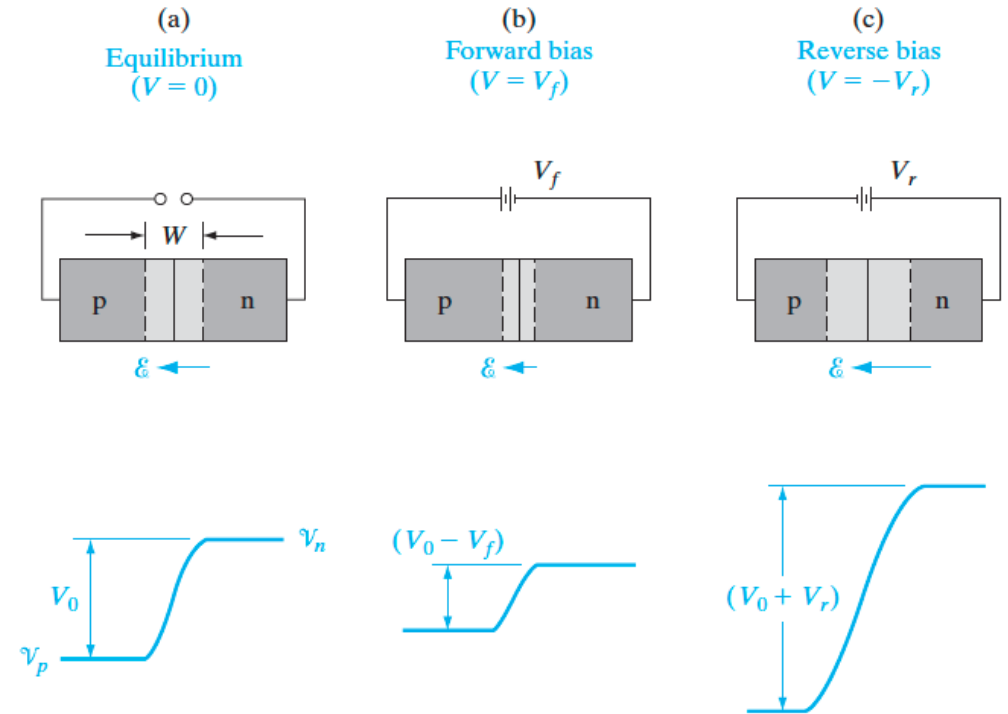 (a)
Equilibrium
(V = 0)
(b)
Forward bias
(V = V_f)
(c)
Reverse bias
(V = −V_r)
W
p
n
ℰ
V_f
p
n
ℰ
V_r
p
n
ℰ
V_0
𝒱_n
𝒱_p
(V_0 − V_f)
(V_0 + V_r)